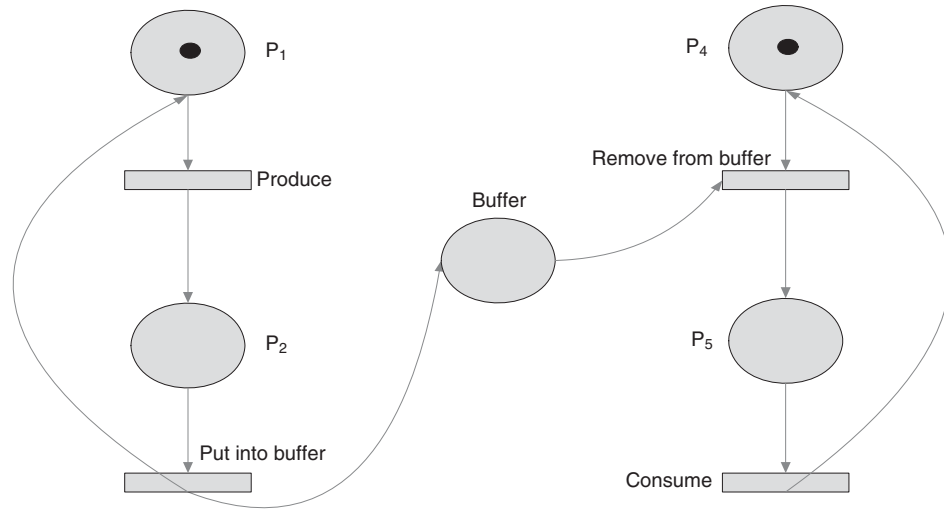 P₁
P₄
Remove from buffer
Produce
Buffer
P₂
P₅
Put into buffer
Consume